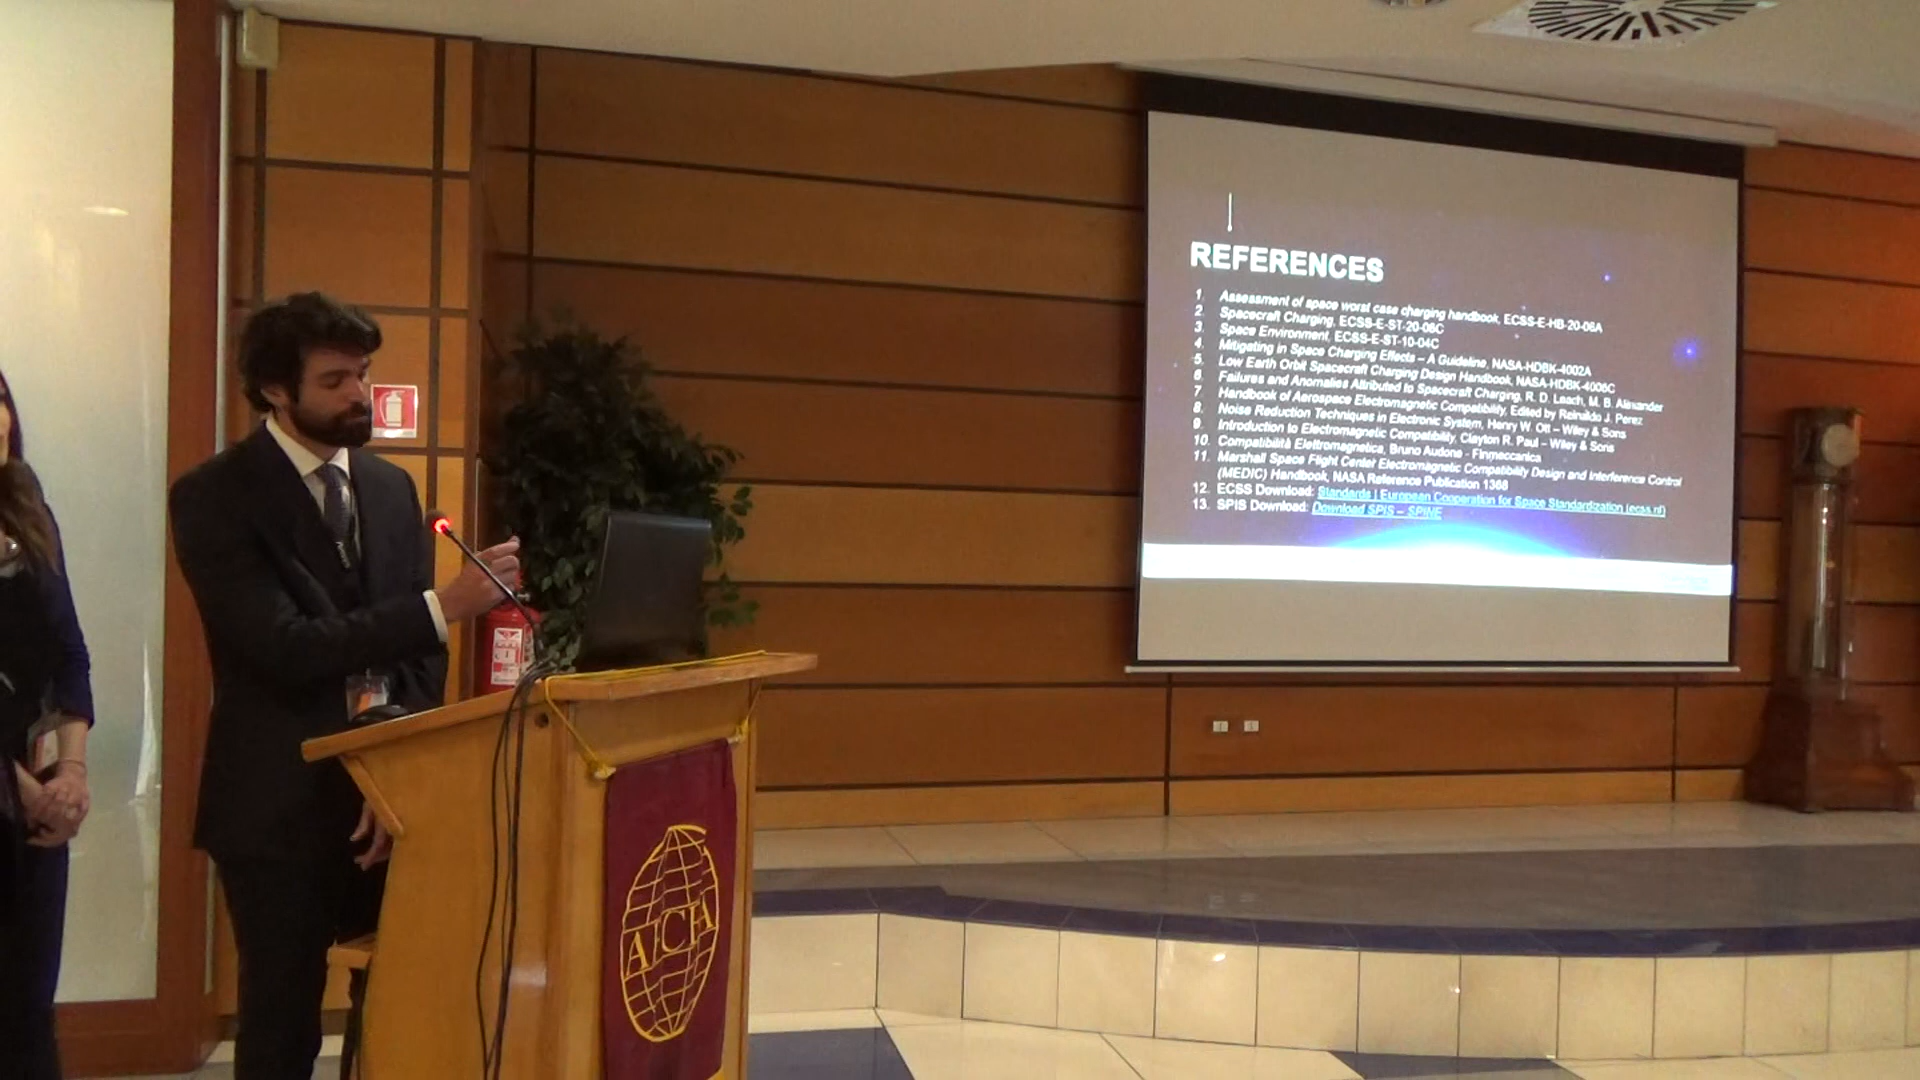 REFERENCES
1. Assessment of space worst case charging handbook, ECSS-E-HB-20-06A
2. Spacecraft Charging, ECSS-E-ST-20-06C
3. Space Environment, ECSS-E-ST-10-04C
4. Mitigating in Space Charging Effects – A Guideline, NASA-HDBK-4002A
5. Low Earth Orbit Spacecraft Charging Design Handbook, NASA-HDBK-4006C
6. Failures and Anomalies Attributed to Spacecraft Charging, R. D. Leach, M. B. Alexander
7. Handbook of Aerospace Electromagnetic Compatibility, Edited by Reinaldo J. Perez
8. Noise Reduction Techniques in Electronic System, Henry W. Ott – Wiley & Sons
9. Introduction to Electromagnetic Compatibility, Clayton R. Paul – Wiley & Sons
10. Compatibilità Elettromagnetica, Bruno Audone - Finmeccanica
11. Marshall Space Flight Center Electromagnetic Compatibility Design and Interference Control
(MEDIC) Handbook, NASA Reference Publication 1368
12. ECSS Download: Standards | European Cooperation for Space Standardization (ecss.nl)
13. SPIS Download: Download SPIS – SPINE
AICH